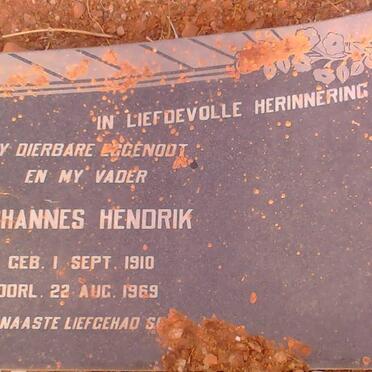 IN LIEFDEVOLLE HERINNERING
Y DIERBARE EGGENOOT
EN MY VADER
HANNES HENDRIK
GEB. 1 SEPT. 1910
OORL. 22 AUG. 1969
NAASTE LIEFGEHAD S